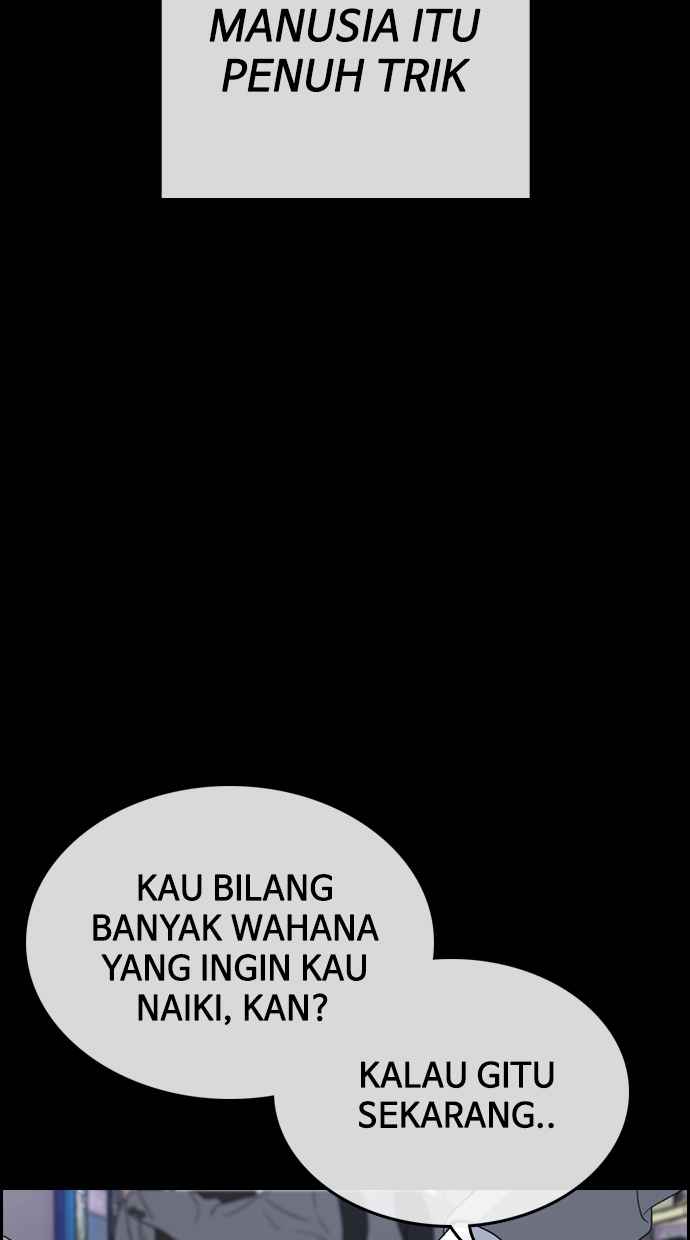 MANUSIA ITU
PENUH TRIK
KAU BILANG
BANYAK WAHANA
YANG INGIN KAU
NAIKI, KAN?
KALAU GITU
SEKARANG..